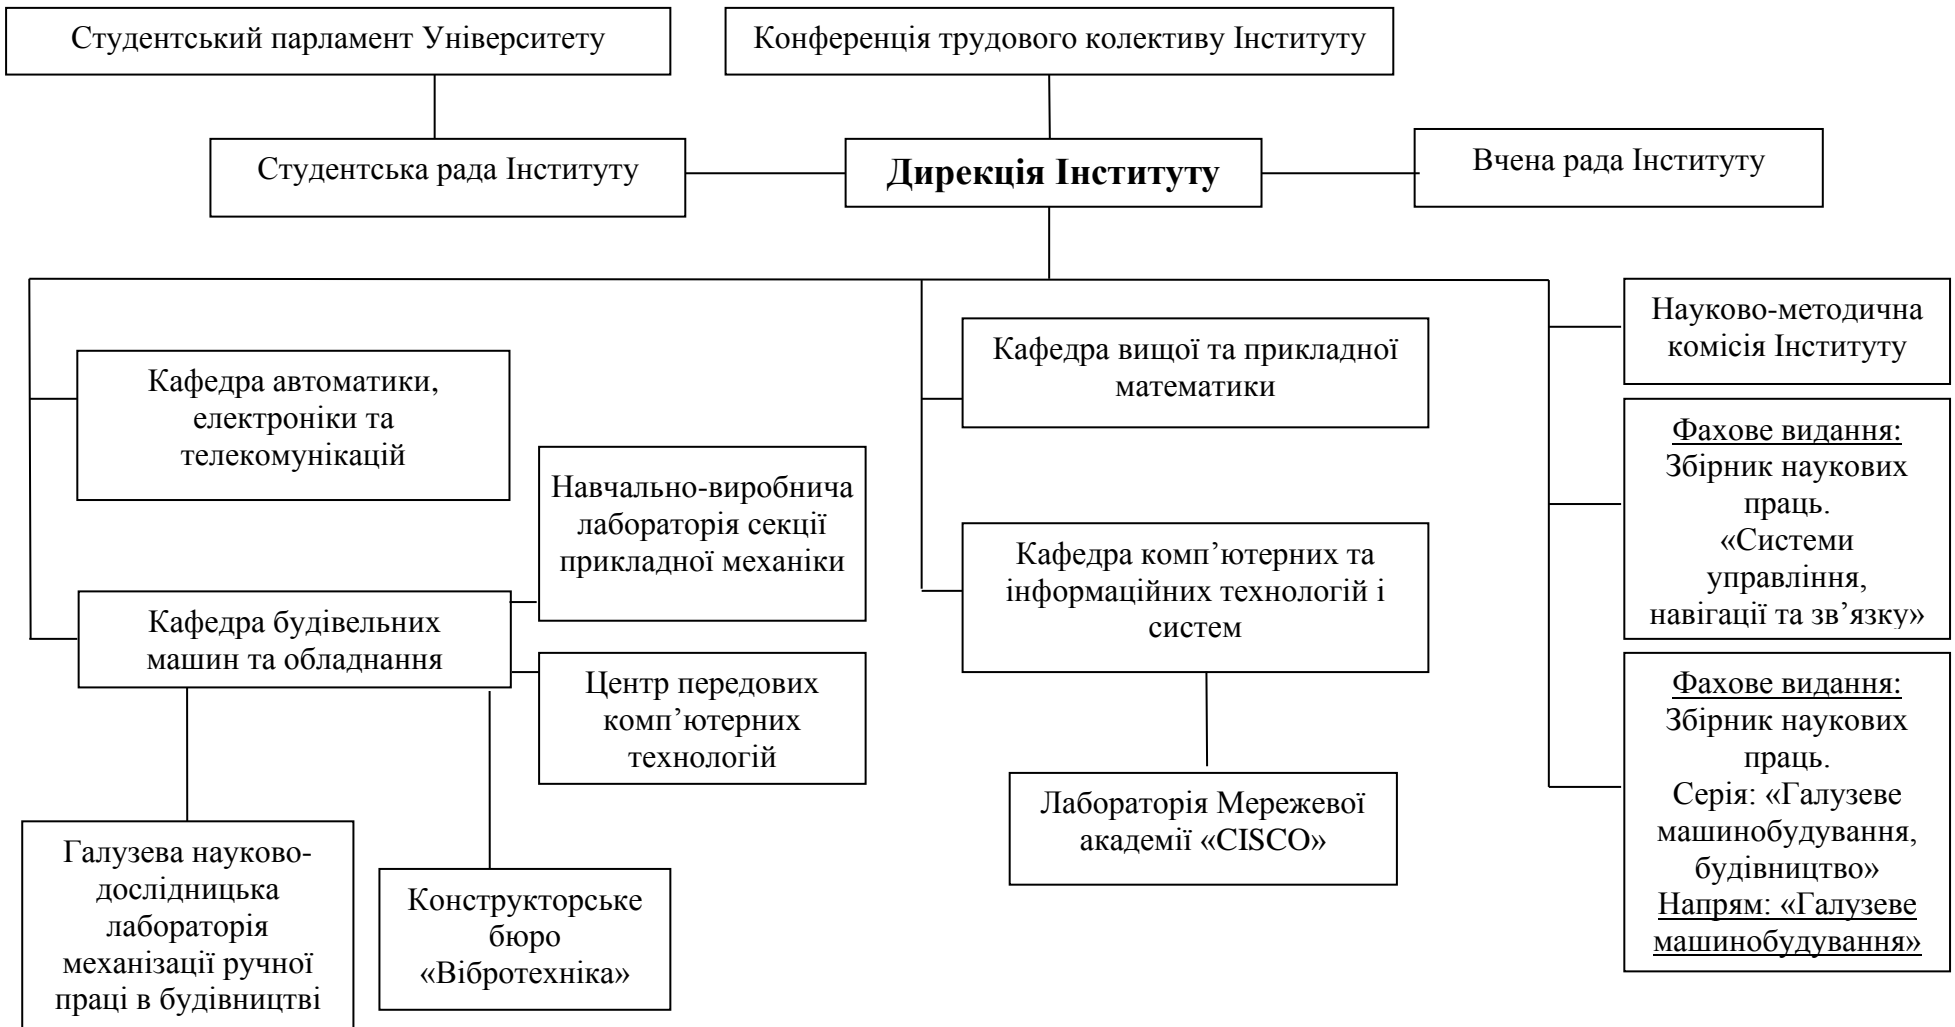 Студентський парламент Університету
Конференція трудового колективу Інституту
Студентська рада Інституту
Дирекція Інституту
Вчена рада Інституту
Кафедра автоматики,
електроніки та
телекомунікацій
Навчально-виробнича
лабораторія секції
прикладної механіки
Кафедра будівельних
машин та обладнання
Центр передових
комп’ютерних
технологій
Галузева науково-
дослідницька
лабораторія
механізації ручної
праці в будівництві
Конструкторське
бюро
«Вібротехніка»
Кафедра вищої та прикладної
математики
Кафедра комп’ютерних та
інформаційних технологій і
систем
Лабораторія Мережевої
академії «CISCO»
Науково-методична
комісія Інституту
Фахове видання:
Збірник наукових
праць.
«Системи
управління,
навігації та зв’язку»
Фахове видання:
Збірник наукових
праць.
Серія: «Галузеве
машинобудування,
будівництво»
Напрям: «Галузеве
машинобудування»